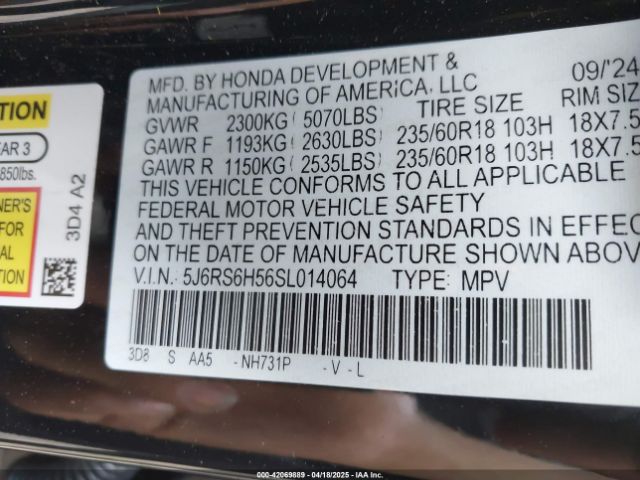 TION
EAR 3
850lbs.
NER'S
FOR
AL
3D4 A2
MFD. BY HONDA DEVELOPMENT & 09/'24
MANUFACTURING OF AMERICA, LLC
TIRE SIZE RIM SIZ
GVWR 2300KG ( 5070LBS)
GAWR F 1193KG ( 2630LBS) 235/60R18 103H 18X7.5
GAWR R 1150KG ( 2535LBS) 235/60R18 103H 18X7.5
THIS VEHICLE CONFORMS TO ALL APPLICABLE
FEDERAL MOTOR VEHICLE SAFETY
AND THEFT PREVENTION STANDARDS IN EFFEC
ON THE DATE OF MANUFACTURE SHOWN ABOV
V.I.N.: 5J6RS6H56SL014064 TYPE: MPV
3D8 S AA5 -NH731P -V-L
000-42069889 - 04/18/2025 - IAA Inc.